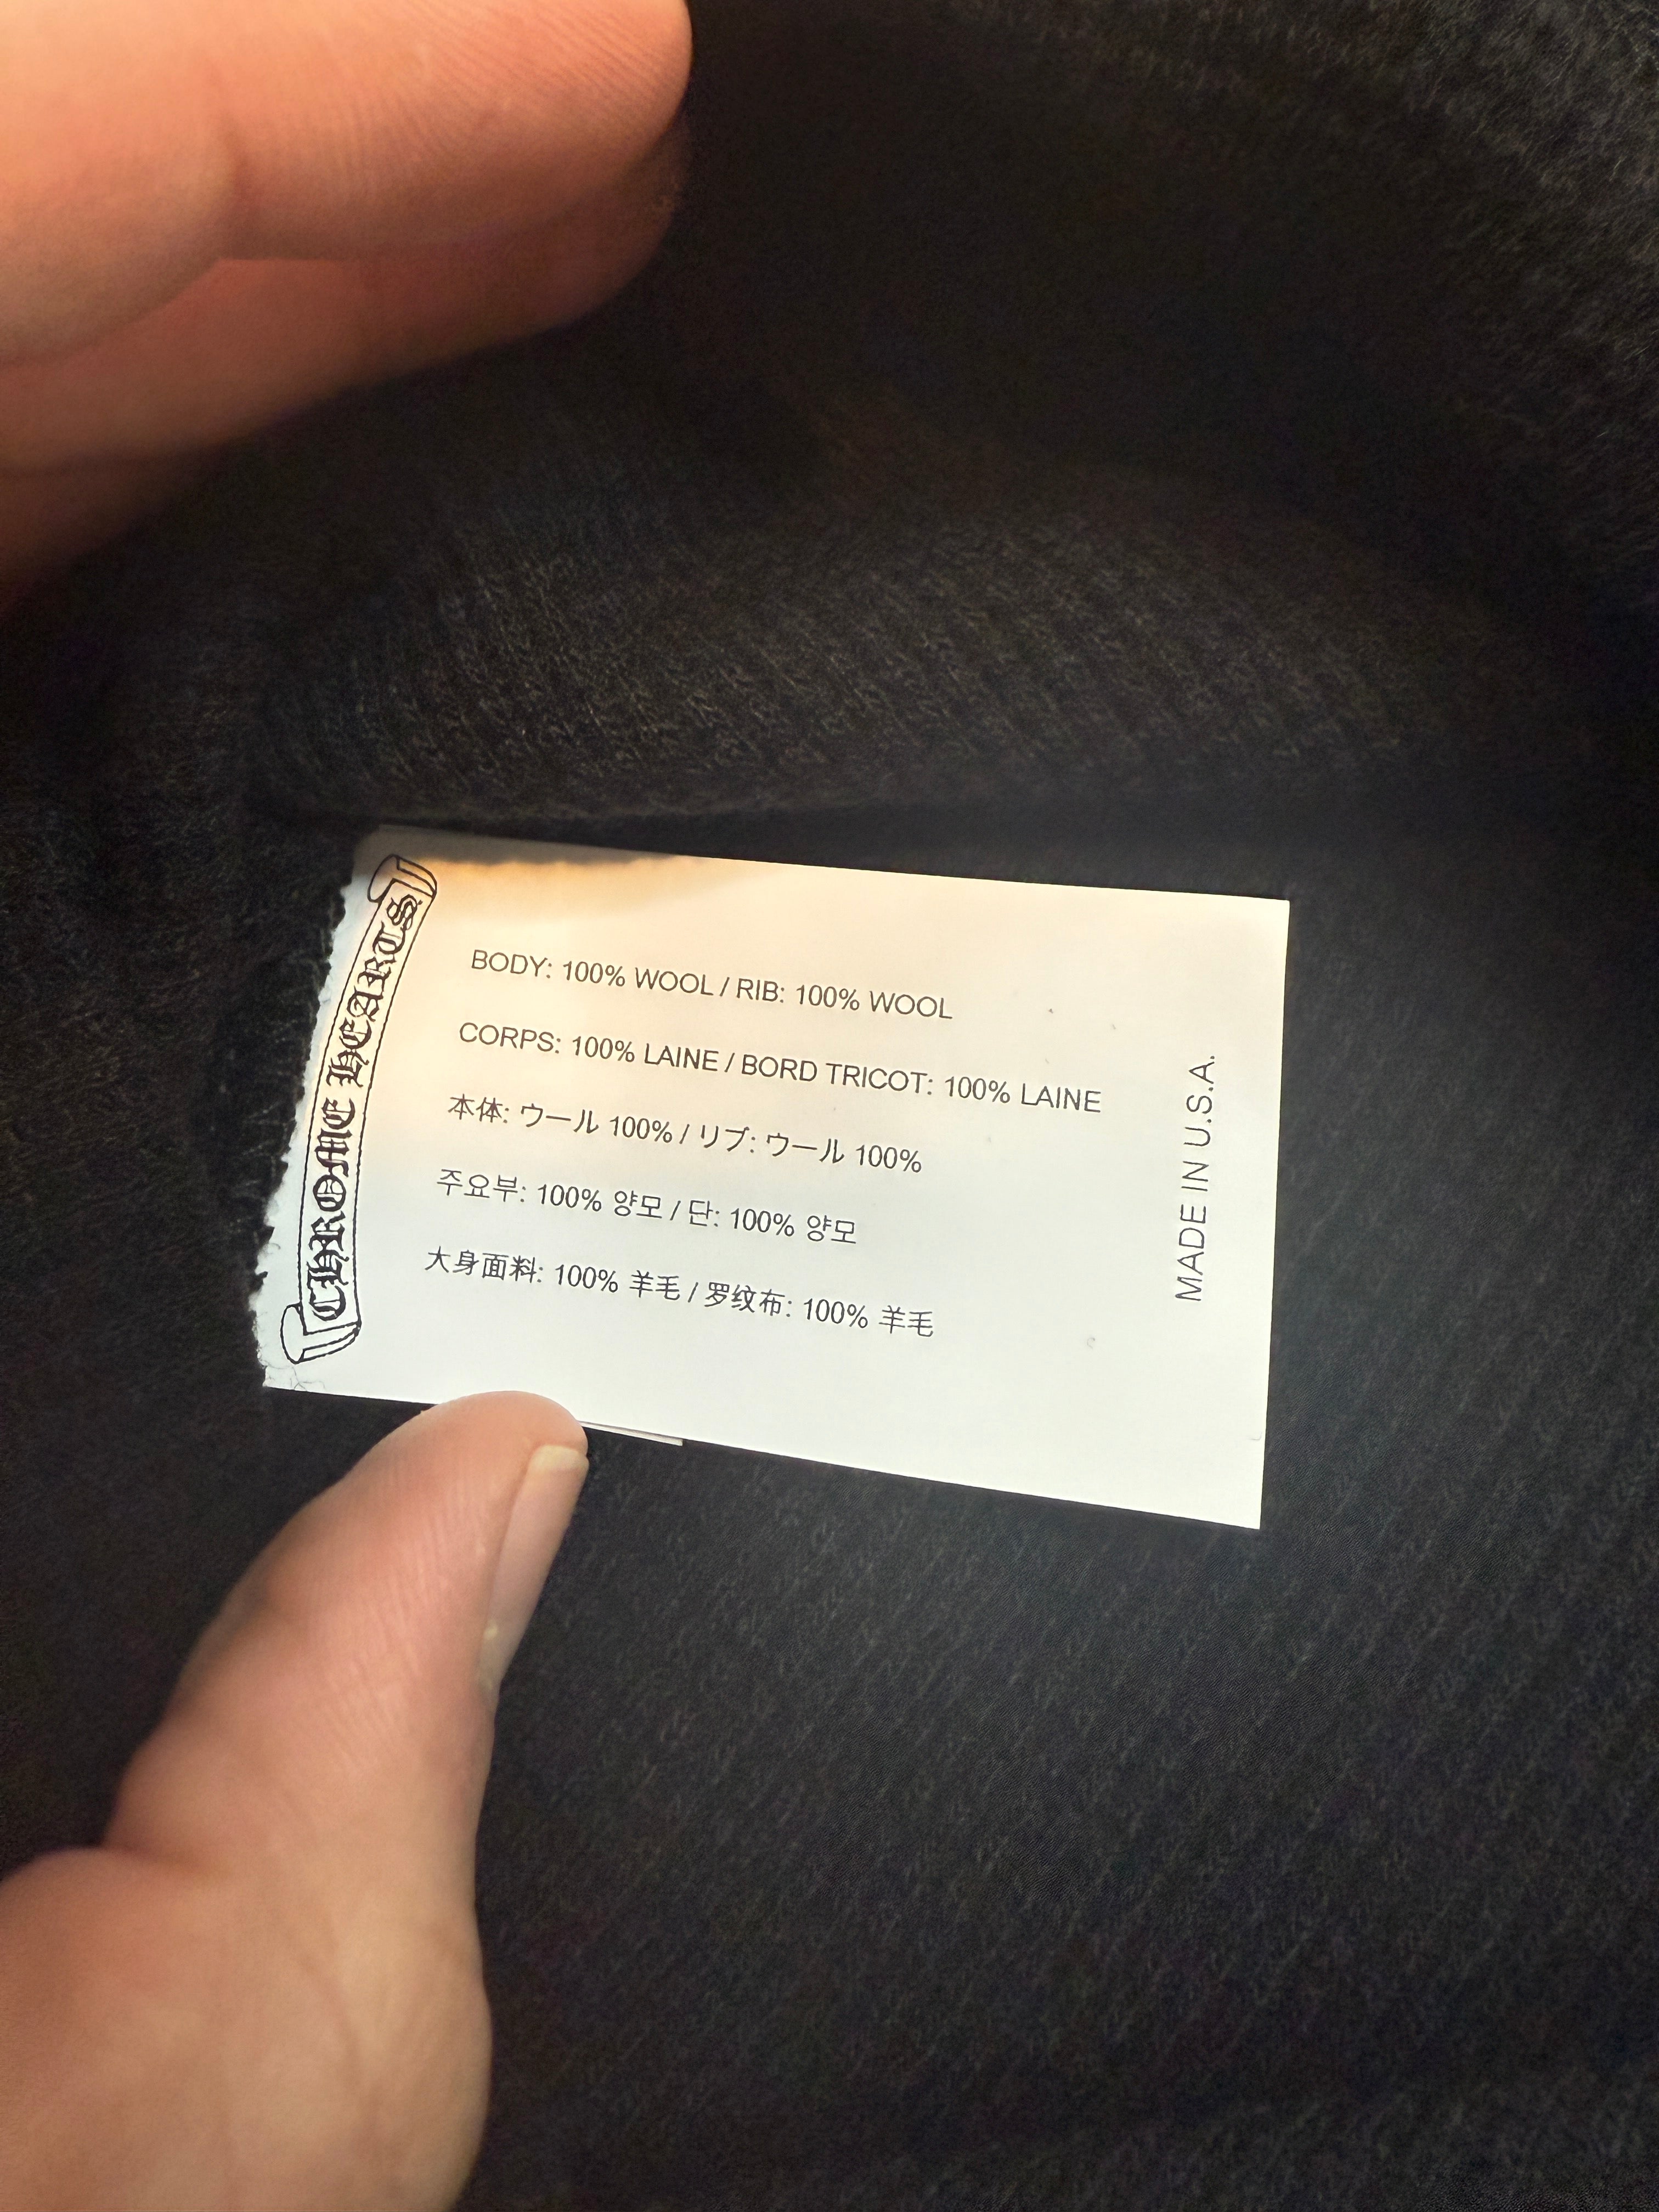 CHROME HEARTS
BODY: 100% WOOL / RIB: 100% WOOL
CORPS: 100% LAINE / BORD TRICOT: 100% LAINE
本体: ウール 100% / リブ: ウール 100%
주요부: 100% 양모 / 단: 100% 양모
大身面料: 100% 羊毛 / 罗纹布: 100% 羊毛
MADE IN U.S.A.